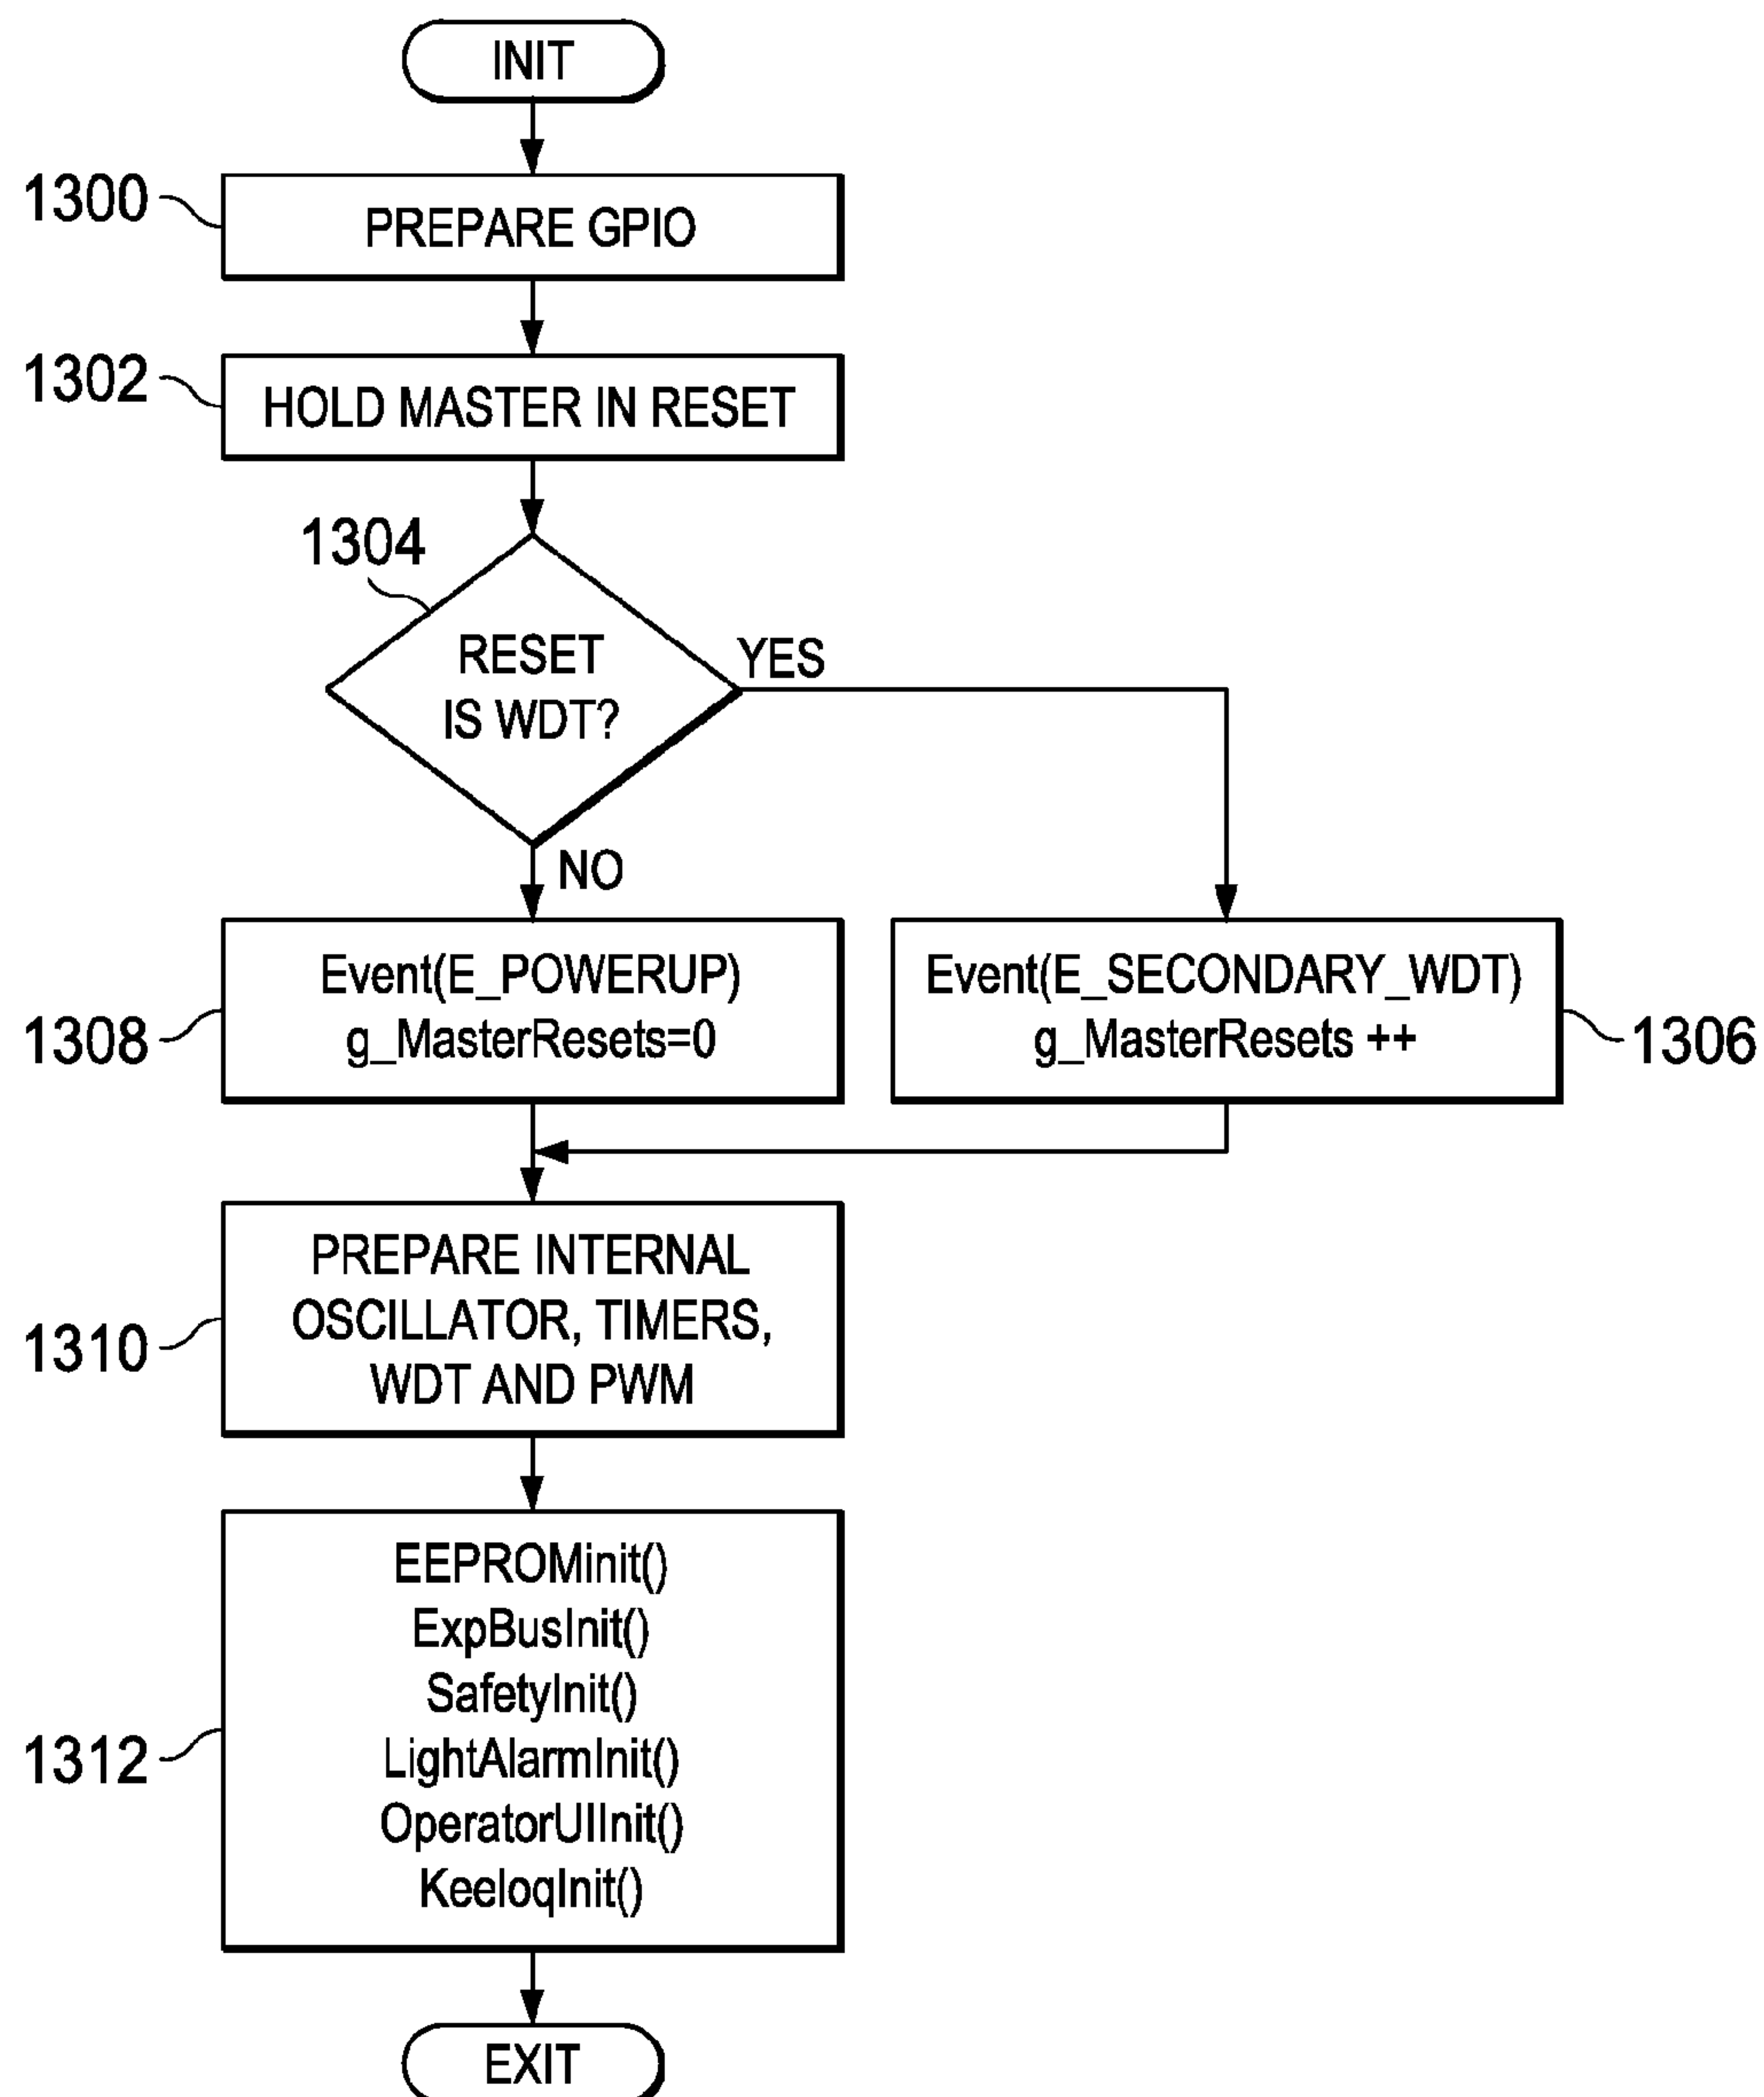 INIT
1300
PREPARE GPIO
1302
HOLD MASTER IN RESET
1304
RESET
IS WDT?
YES
NO
Event(E_POWERUP)
g_MasterResets=0
1308
Event(E_SECONDARY_WDT)
g_MasterResets ++
1306
PREPARE INTERNAL
OSCILLATOR, TIMERS,
WDT AND PWM
1310
EEPROMinit()
ExpBusInit()
SafetyInit()
LightAlarmInit()
OperatorUIInit()
KeeloqInit()
1312
EXIT